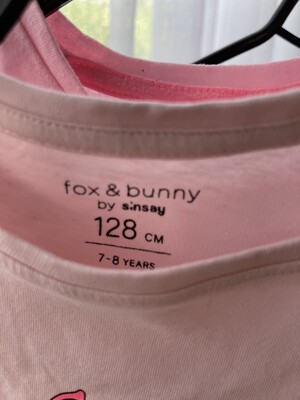 fox & bunny
by sinsay
128 CM
7-8 YEARS